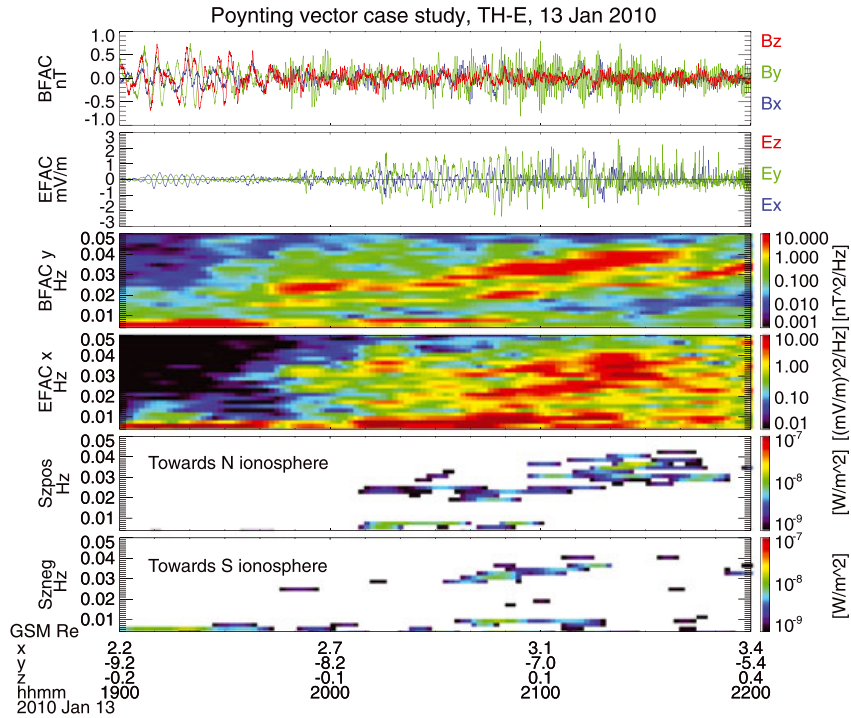 Poynting vector case study, TH-E, 13 Jan 2010
1.0
0.5
0.0
-0.5
-1.0
BFAC
nT
Bz
By
Bx
3
2
1
0
-1
-2
-3
EFAC
mV/m
Ez
Ey
Ex
0.05
0.04
0.03
0.02
0.01
BFAC y
Hz
10.000
1.000
0.100
0.010
0.001
[nT^2/Hz]
0.05
0.04
0.03
0.02
0.01
EFAC x
Hz
10.00
1.00
0.10
0.01
[(mV/m)^2/Hz]
0.05
0.04
0.03
0.02
0.01
Szpos
Hz
Towards N ionosphere
10^-7
10^-8
10^-9
[W/m^2]
0.05
0.04
0.03
0.02
0.01
Szneg
Hz
Towards S ionosphere
10^-7
10^-8
10^-9
[W/m^2]
GSM Re
x 2.2 2.7 3.1 3.4
y -9.2 -8.2 -7.0 -5.4
z -0.2 -0.1 0.1 0.4
hhmm 1900 2000 2100 2200
2010 Jan 13